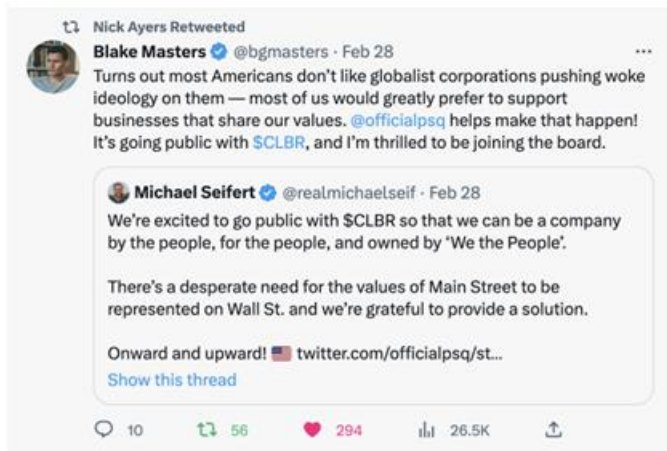 Nick Ayers Retweeted
Blake Masters @bgmasters · Feb 28
Turns out most Americans don’t like globalist corporations pushing woke
ideology on them — most of us would greatly prefer to support
businesses that share our values. @officialpsq helps make that happen!
It’s going public with $CLBR, and I’m thrilled to be joining the board.
Michael Seifert @realmichaelseif · Feb 28
We’re excited to go public with $CLBR so that we can be a company
by the people, for the people, and owned by ‘We the People’.
There’s a desperate need for the values of Main Street to be
represented on Wall St. and we’re grateful to provide a solution.
Onward and upward! 🇺🇸 twitter.com/officialpsq/st...
Show this thread
10 56 294 26.5K